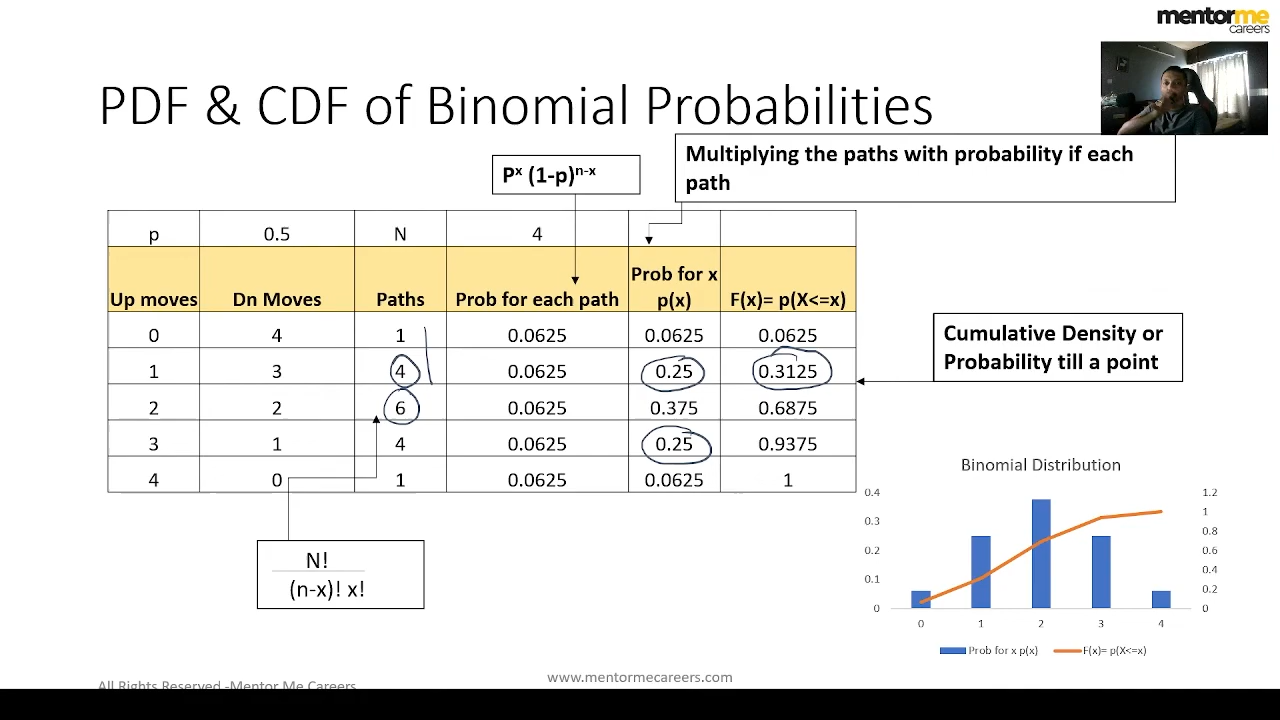 mentorme
careers
PDF & CDF of Binomial Probabilities
Multiplying the paths with probability if each
path
Pˣ (1-p)ⁿ⁻ˣ
p 0.5 N 4
Up moves Dn Moves Paths Prob for each path Prob for x p(x) F(x)= p(X<=x)
0 4 1 0.0625 0.0625 0.0625
1 3 4 0.0625 0.25 0.3125
2 2 6 0.0625 0.375 0.6875
3 1 4 0.0625 0.25 0.9375
4 0 1 0.0625 0.0625 1
Cumulative Density or
Probability till a point
N!
(n-x)! x!
Binomial Distribution
0.4 1.2
1
0.3 0.8
0.2 0.6
0.4
0.1 0.2
0 0
0 1 2 3 4
Prob for x p(x) F(x)= p(X<=x)
www.mentormecareers.com
All Rights Reserved -Mentor Me Careers